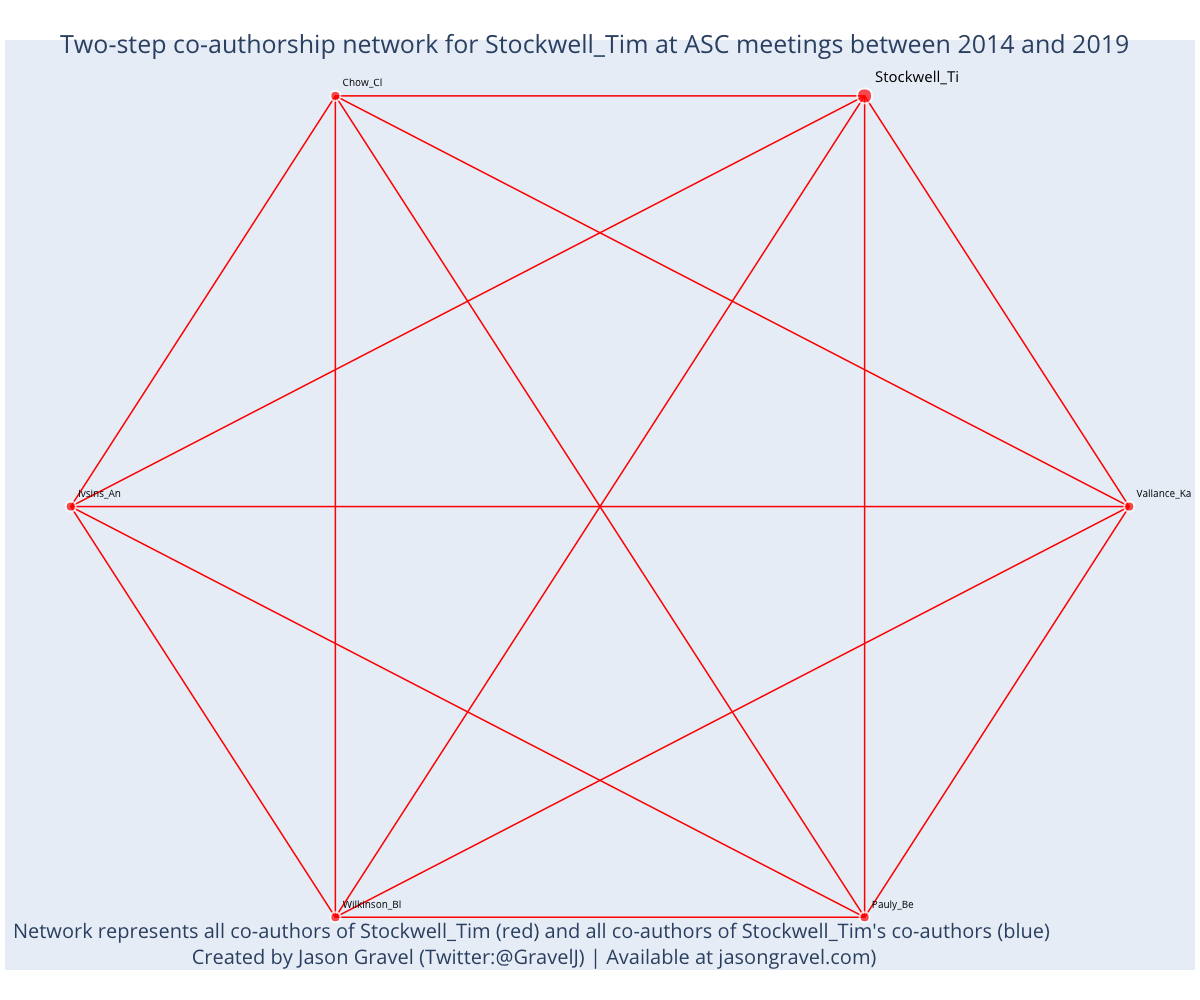 Two-step co-authorship network for Stockwell_Tim at ASC meetings between 2014 and 2019
Stockwell_Ti
Chow_Cl
Ivsins_An
Vallance_Ka
Wilkinson_Bl
Pauly_Be
Network represents all co-authors of Stockwell_Tim (red) and all co-authors of Stockwell_Tim's co-authors (blue)
Created by Jason Gravel (Twitter:@GravelJ) | Available at jasongravel.com)